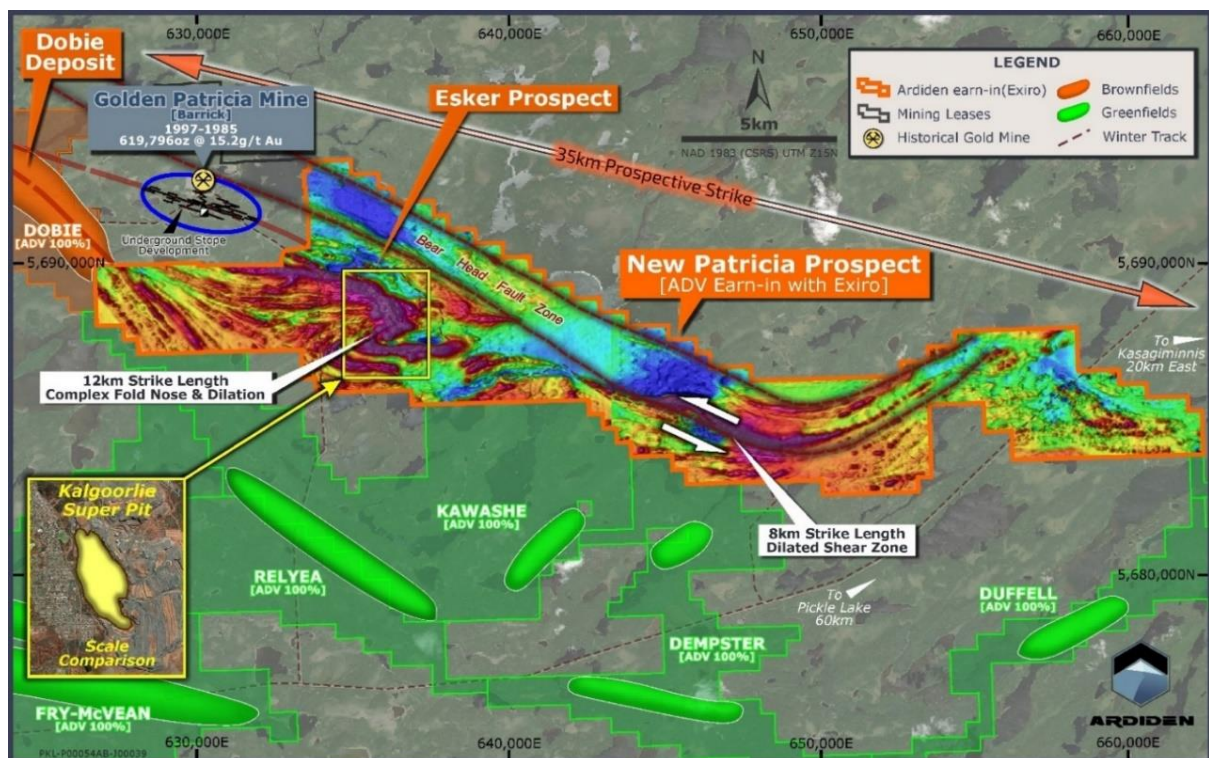 630,000E
640,000E
650,000E
660,000E
Dobie
Deposit
Golden Patricia Mine
[Barrick]
1997-1985
619,796oz @ 15.2g/t Au
Esker Prospect
N
5km
NAD 1983 (CSRS) UTM Z15N
LEGEND
Ardiden earn-in(Exiro)
Mining Leases
Historical Gold Mine
Brownfields
Greenfields
Winter Track
35km Prospective Strike
DOBIE
[ADV 100%]
Underground Stope
Development
5,690,000N
Bear Head Fault Zone
New Patricia Prospect
[ADV Earn-in with Exiro]
5,690,000N
To
Kasagiminnis
20km East
12km Strike Length
Complex Fold Nose & Dilation
Kalgoorlie
Super Pit
Scale
Comparison
KAWASHE
[ADV 100%]
8km Strike Length
Dilated Shear Zone
RELYEA
[ADV 100%]
5,680,000N
To
Pickle Lake
60km
DUFFELL
[ADV 100%]
DEMPSTER
[ADV 100%]
FRY-McVEAN
[ADV 100%]
ARDIDEN
PKL-P00054AB-J00039
630,000E
640,000E
650,000E
660,000E